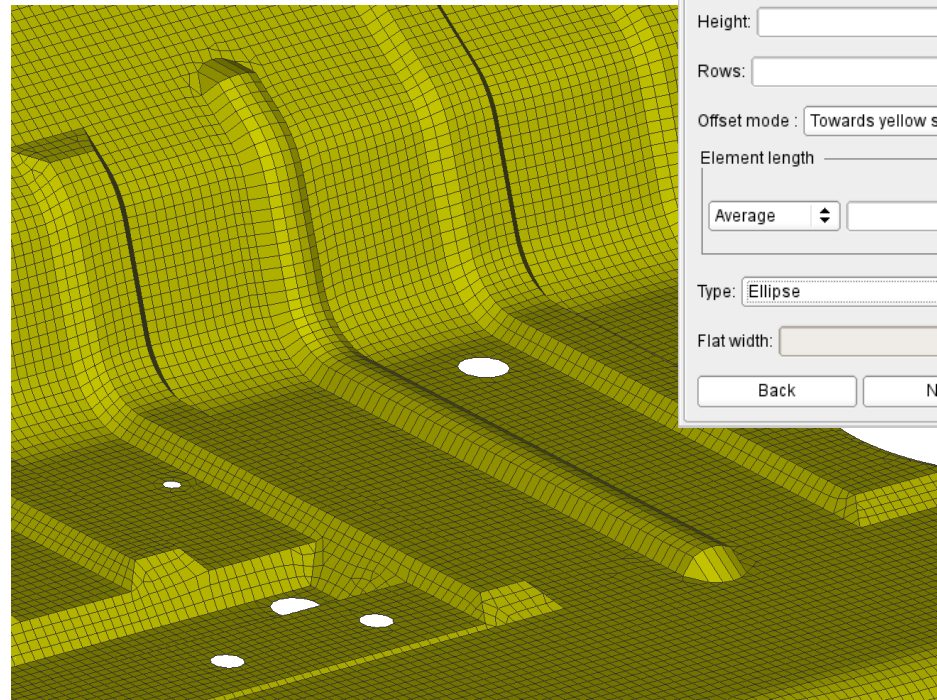 Height:
Rows:
Offset mode : Towards yellow s
Element length
Average
Type: Ellipse
Flat width:
Back N